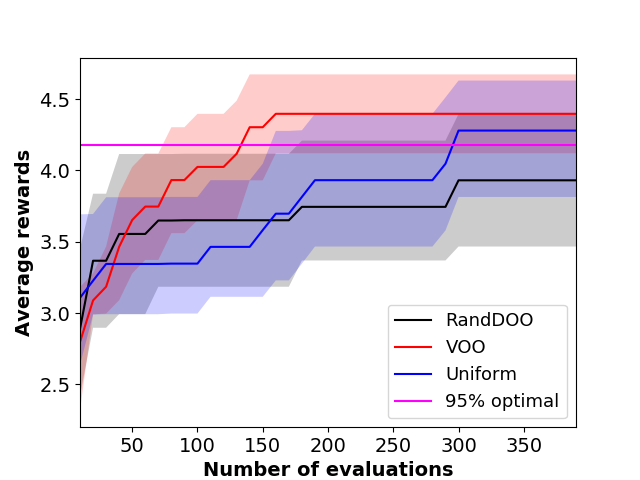 4.5
4.0
3.5
3.0
2.5
Average rewards
RandDOO
VOO
Uniform
95% optimal
50 100 150 200 250 300 350
Number of evaluations